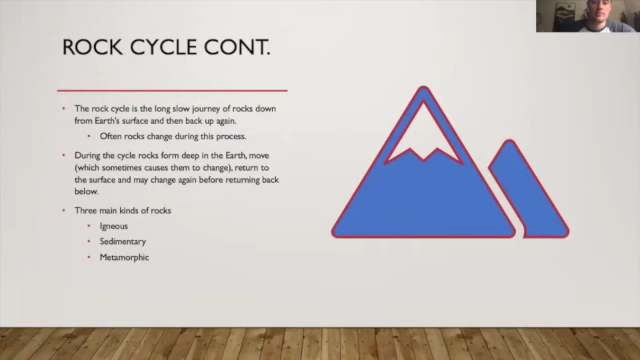 ROCK CYCLE CONT.
• The rock cycle is the long slow journey of rocks down
from Earth's surface and then back up again.
• Often rocks change during this process.
• During the cycle rocks form deep in the Earth, move
(which sometimes causes them to change), return to
the surface and may change again before returning back
below.
• Three main kinds of rocks
• Igneous
• Sedimentary
• Metamorphic